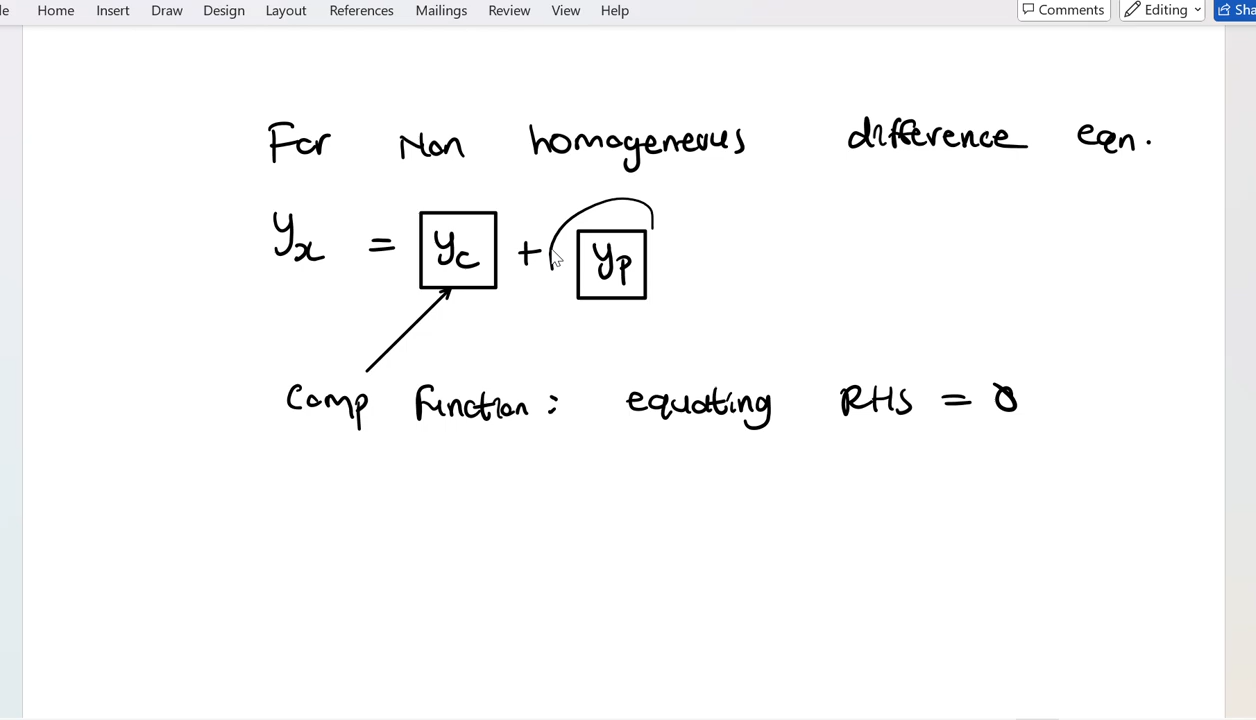 Home Insert Draw Design Layout References Mailings Review View Help Comments Editing
For Non homogeneous difference eqn.
yx = yc + yp
Comp function: equating RHS = 0